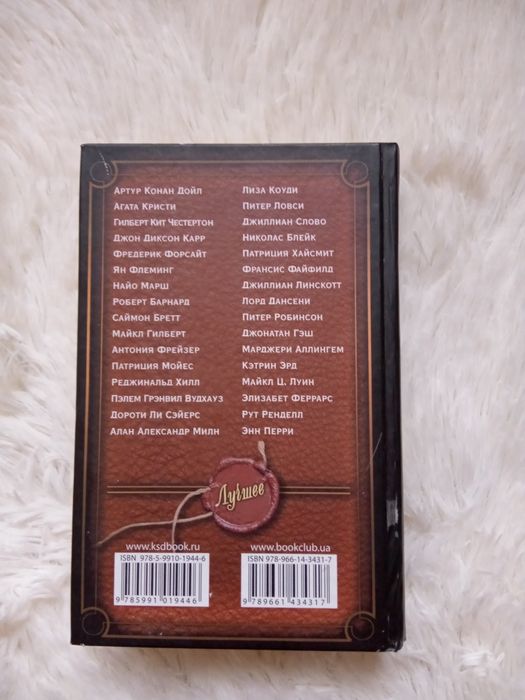 Артур Конан Дойл
Агата Кристи
Гилберт Кит Честертон
Джон Диксон Карр
Фредерик Форсайт
Ян Флеминг
Найо Марш
Роберт Барнард
Саймон Бретт
Майкл Гилберт
Антония Фрейзер
Патриция Мойес
Реджинальд Хилл
Пэлем Грэнвил Вудхауз
Дороти Ли Сэйерс
Алан Александр Милн
Лиза Коуди
Питер Ловси
Джиллиан Слово
Николас Блейк
Патриция Хайсмит
Франсис Файфилд
Джиллиан Линскотт
Лорд Дансени
Питер Робинсон
Джонатан Гэш
Марджери Аллингем
Кэтрин Эрд
Майкл Ц. Луин
Элизабет Феррарс
Рут Ренделл
Энн Перри
Лучшее
www.ksdbook.ru
ISBN 978-5-9910-1944-6
9 785991 019446
www.bookclub.ua
ISBN 978-966-14-3431-7
9 789661 434317